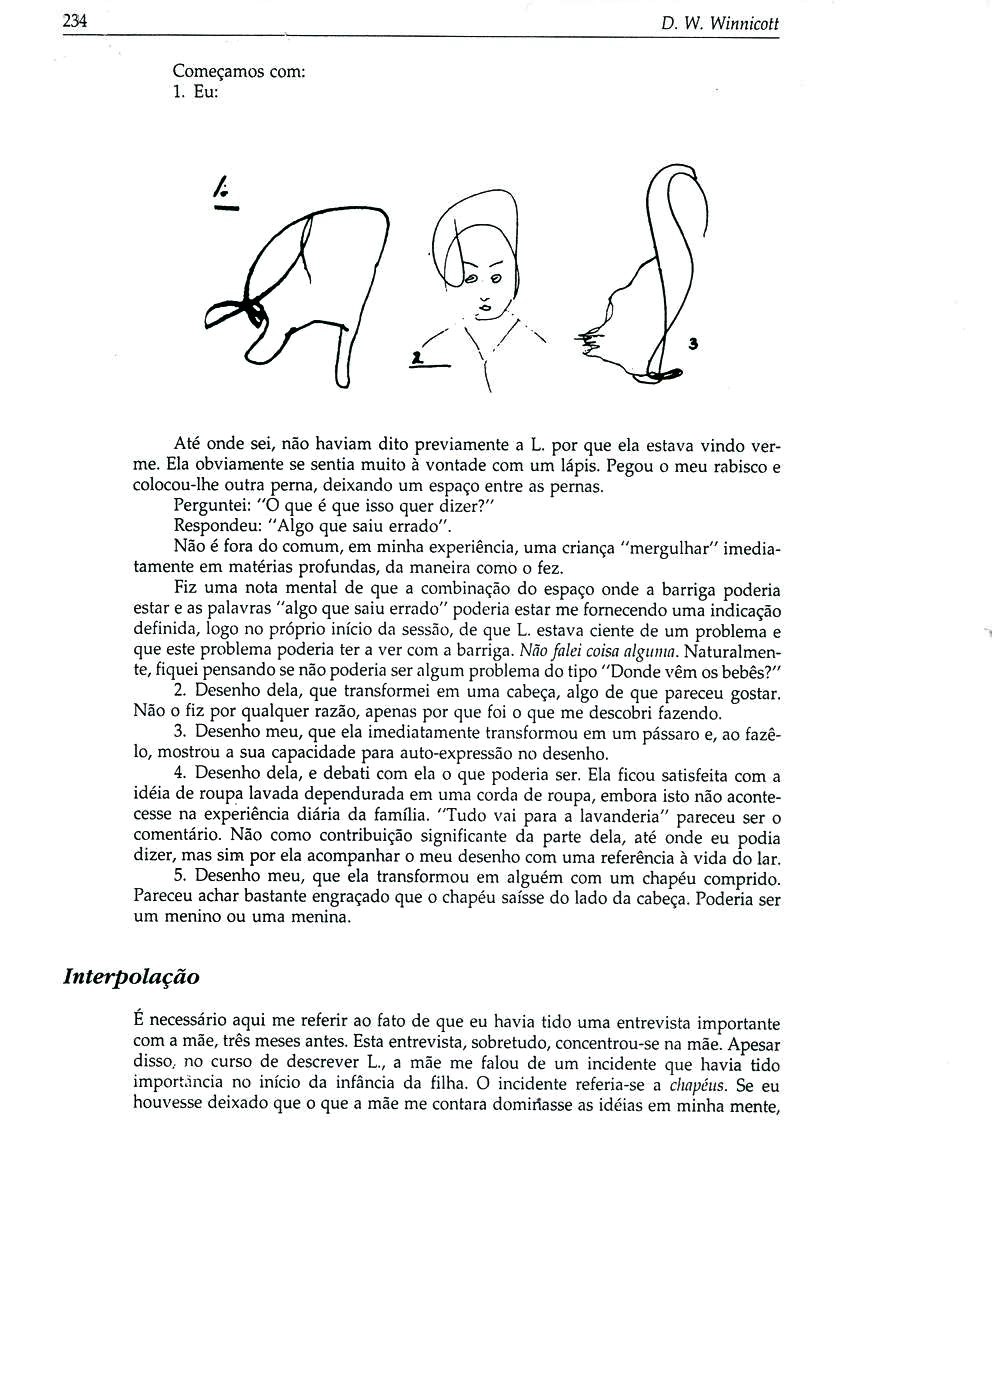 234
D. W. Winnicott
Começamos com:
1. Eu:
1.
2
3
Até onde sei, não haviam dito previamente a L. por que ela estava vindo ver-
me. Ela obviamente se sentia muito à vontade com um lápis. Pegou o meu rabisco e
colocou-lhe outra perna, deixando um espaço entre as pernas.
Perguntei: "O que é que isso quer dizer?"
Respondeu: "Algo que saiu errado".
Não é fora do comum, em minha experiência, uma criança "mergulhar" imedia-
tamente em matérias profundas, da maneira como o fez.
Fiz uma nota mental de que a combinação do espaço onde a barriga poderia
estar e as palavras "algo que saiu errado" poderia estar me fornecendo uma indicação
definida, logo no próprio início da sessão, de que L. estava ciente de um problema e
que este problema poderia ter a ver com a barriga. Não falei coisa alguma. Naturalmen-
te, fiquei pensando se não poderia ser algum problema do tipo "Donde vêm os bebês?"
2. Desenho dela, que transformei em uma cabeça, algo de que pareceu gostar.
Não o fiz por qualquer razão, apenas por que foi o que me descobri fazendo.
3. Desenho meu, que ela imediatamente transformou em um pássaro e, ao fazê-
lo, mostrou a sua capacidade para auto-expressão no desenho.
4. Desenho dela, e debati com ela o que poderia ser. Ela ficou satisfeita com a
idéia de roupa lavada dependurada em uma corda de roupa, embora isto não aconte-
cesse na experiência diária da família. "Tudo vai para a lavanderia" pareceu ser o
comentário. Não como contribuição significante da parte dela, até onde eu podia
dizer, mas sim por ela acompanhar o meu desenho com uma referência à vida do lar.
5. Desenho meu, que ela transformou em alguém com um chapéu comprido.
Pareceu achar bastante engraçado que o chapéu saísse do lado da cabeça. Poderia ser
um menino ou uma menina.
Interpolação
É necessário aqui me referir ao fato de que eu havia tido uma entrevista importante
com a mãe, três meses antes. Esta entrevista, sobretudo, concentrou-se na mãe. Apesar
disso, no curso de descrever L., a mãe me falou de um incidente que havia tido
importância no início da infância da filha. O incidente referia-se a chapéus. Se eu
houvesse deixado que o que a mãe me contara dominasse as idéias em minha mente,